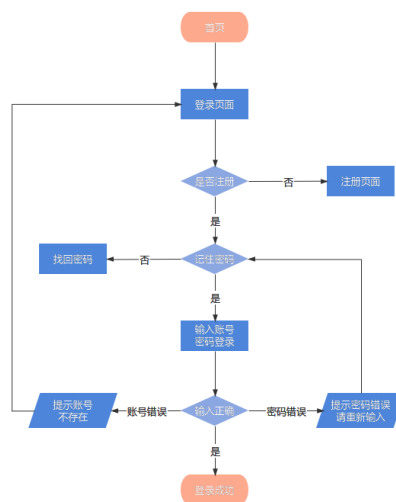 首页
登录页面
是否注册
否
注册页面
是
记住密码
否
找回密码
是
输入账号
密码登录
输入正确
账号错误
提示账号
不存在
密码错误
提示密码错误
请重新输入
是
登录成功